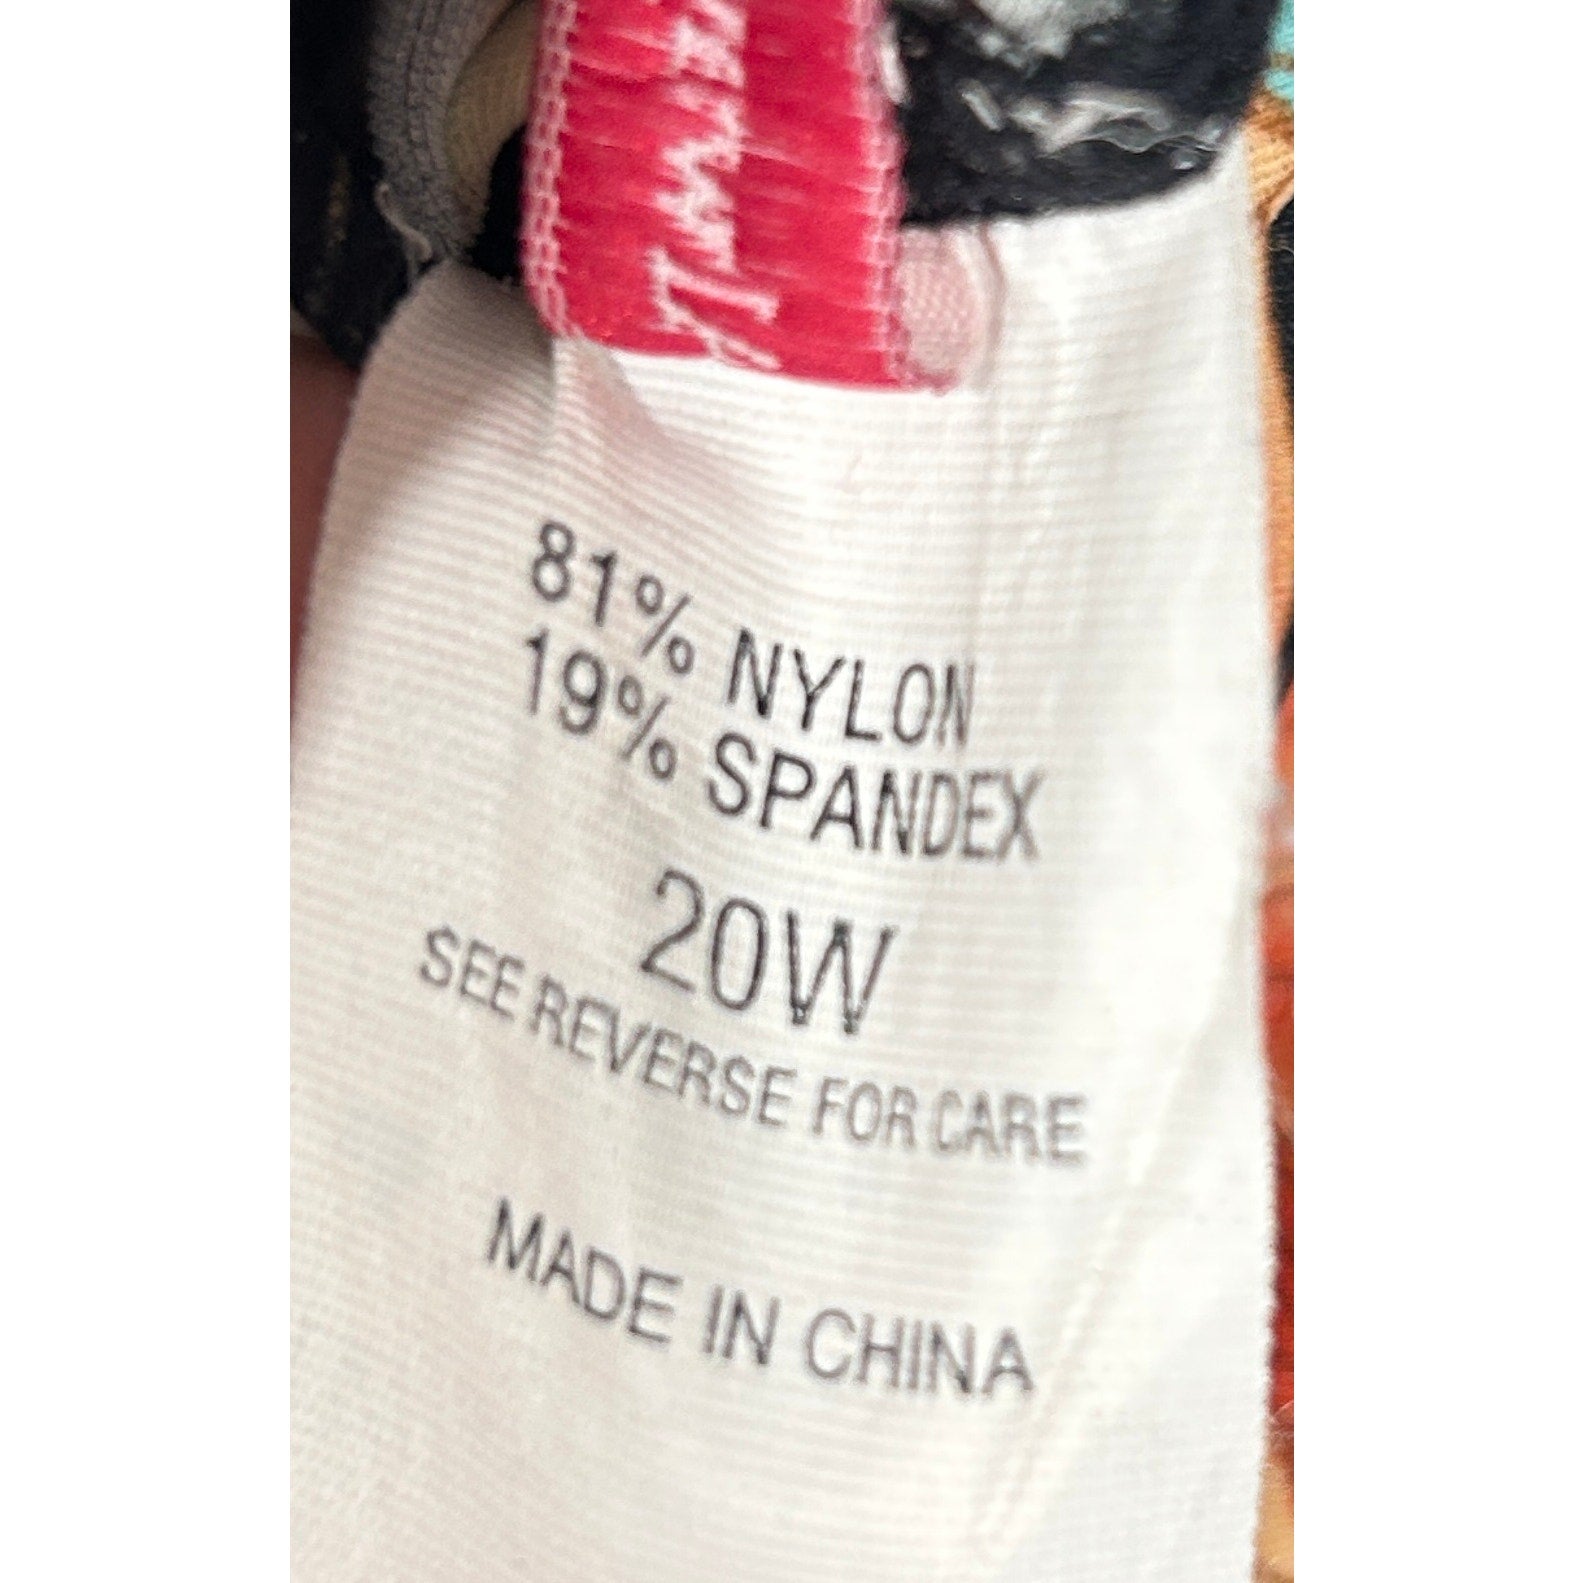 81% NYLON
19% SPANDEX
20W
SEE REVERSE FOR CARE
MADE IN CHINA